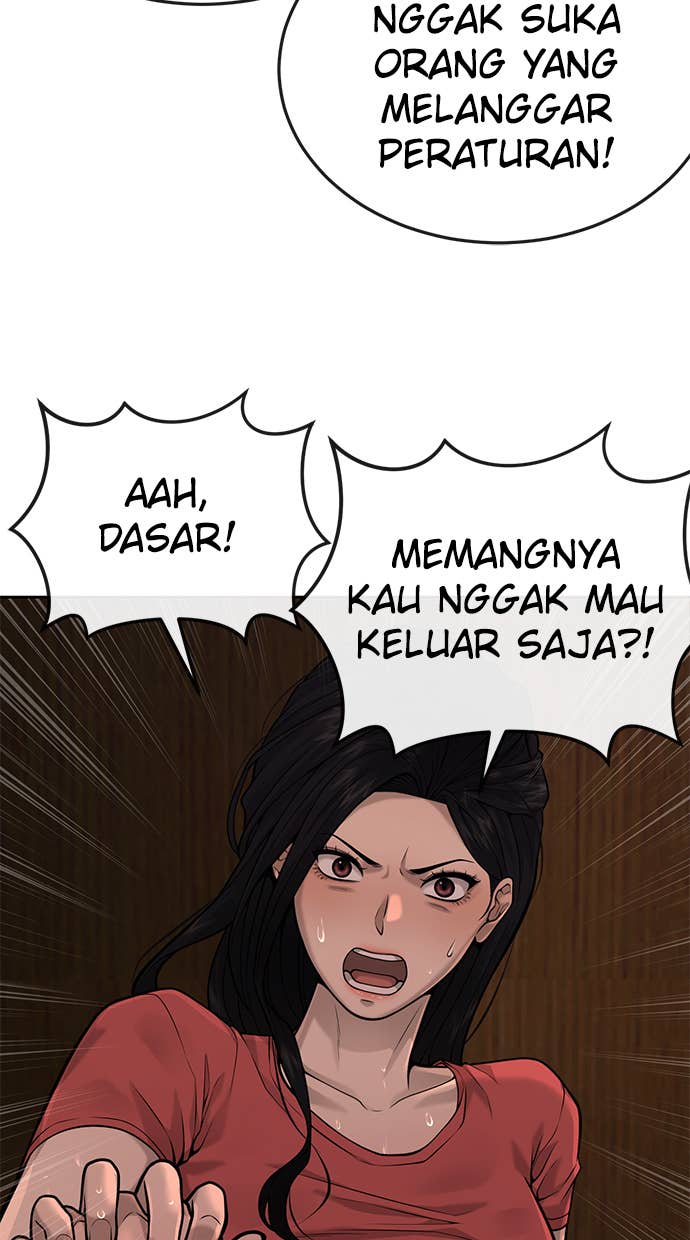 NGGAK SUKA
ORANG YANG
MELANGGAR
PERATURAN!
AAH,
DASAR!
MEMANGNYA
KAU NGGAK MAU
KELUAR SAJA?!